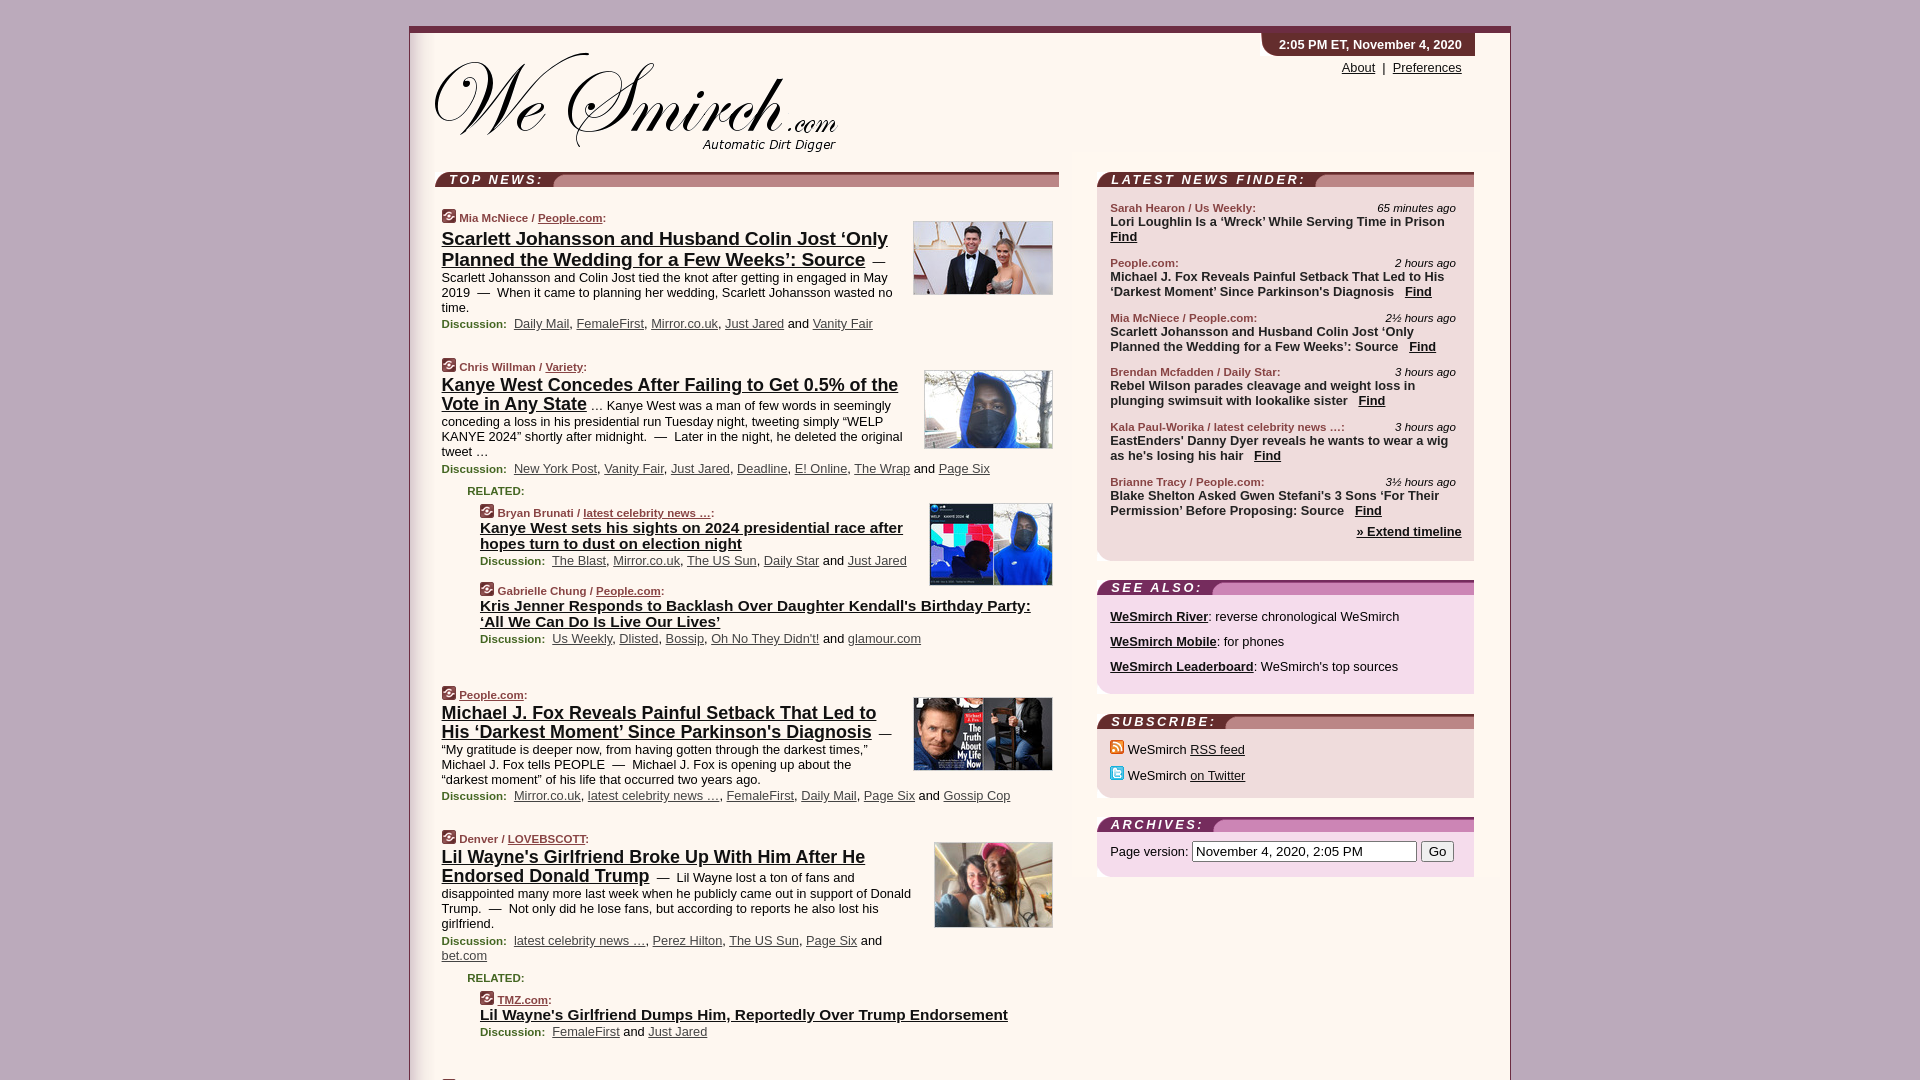 2:05 PM ET, November 4, 2020
About | Preferences
We Smirch.com
Automatic Dirt Digger
TOP NEWS:
Mia McNiece / People.com:
Scarlett Johansson and Husband Colin Jost ‘Only
Planned the Wedding for a Few Weeks’: Source —
Scarlett Johansson and Colin Jost tied the knot after getting in engaged in May
2019 — When it came to planning her wedding, Scarlett Johansson wasted no
time.
Discussion: Daily Mail, FemaleFirst, Mirror.co.uk, Just Jared and Vanity Fair
Chris Willman / Variety:
Kanye West Concedes After Failing to Get 0.5% of the
Vote in Any State … Kanye West was a man of few words in seemingly
conceding a loss in his presidential run Tuesday night, tweeting simply “WELP
KANYE 2024” shortly after midnight. — Later in the night, he deleted the original
tweet …
Discussion: New York Post, Vanity Fair, Just Jared, Deadline, E! Online, The Wrap and Page Six
RELATED:
Bryan Brunati / latest celebrity news …:
Kanye West sets his sights on 2024 presidential race after
hopes turn to dust on election night
Discussion: The Blast, Mirror.co.uk, The US Sun, Daily Star and Just Jared
Gabrielle Chung / People.com:
Kris Jenner Responds to Backlash Over Daughter Kendall's Birthday Party:
‘All We Can Do Is Live Our Lives’
Discussion: Us Weekly, Dlisted, Bossip, Oh No They Didn't! and glamour.com
People.com:
Michael J. Fox Reveals Painful Setback That Led to
His ‘Darkest Moment’ Since Parkinson's Diagnosis —
“My gratitude is deeper now, from having gotten through the darkest times,”
Michael J. Fox tells PEOPLE — Michael J. Fox is opening up about the
“darkest moment” of his life that occurred two years ago.
Discussion: Mirror.co.uk, latest celebrity news …, FemaleFirst, Daily Mail, Page Six and Gossip Cop
The
Truth
About
My Life
Now
Denver / LOVEBSCOTT:
Lil Wayne's Girlfriend Broke Up With Him After He
Endorsed Donald Trump — Lil Wayne lost a ton of fans and
disappointed many more last week when he publicly came out in support of Donald
Trump. — Not only did he lose fans, but according to reports he also lost his
girlfriend.
Discussion: latest celebrity news …, Perez Hilton, The US Sun, Page Six and
bet.com
RELATED:
TMZ.com:
Lil Wayne's Girlfriend Dumps Him, Reportedly Over Trump Endorsement
Discussion: FemaleFirst and Just Jared
LATEST NEWS FINDER:
Sarah Hearon / Us Weekly: 65 minutes ago
Lori Loughlin Is a ‘Wreck’ While Serving Time in Prison
Find
People.com: 2 hours ago
Michael J. Fox Reveals Painful Setback That Led to His
‘Darkest Moment’ Since Parkinson's Diagnosis Find
Mia McNiece / People.com: 2½ hours ago
Scarlett Johansson and Husband Colin Jost ‘Only
Planned the Wedding for a Few Weeks’: Source Find
Brendan Mcfadden / Daily Star: 3 hours ago
Rebel Wilson parades cleavage and weight loss in
plunging swimsuit with lookalike sister Find
Kala Paul-Worika / latest celebrity news …: 3 hours ago
EastEnders' Danny Dyer reveals he wants to wear a wig
as he's losing his hair Find
Brianne Tracy / People.com: 3½ hours ago
Blake Shelton Asked Gwen Stefani's 3 Sons ‘For Their
Permission’ Before Proposing: Source Find
» Extend timeline
SEE ALSO:
WeSmirch River: reverse chronological WeSmirch
WeSmirch Mobile: for phones
WeSmirch Leaderboard: WeSmirch's top sources
SUBSCRIBE:
WeSmirch RSS feed
WeSmirch on Twitter
ARCHIVES:
Page version: November 4, 2020, 2:05 PM Go